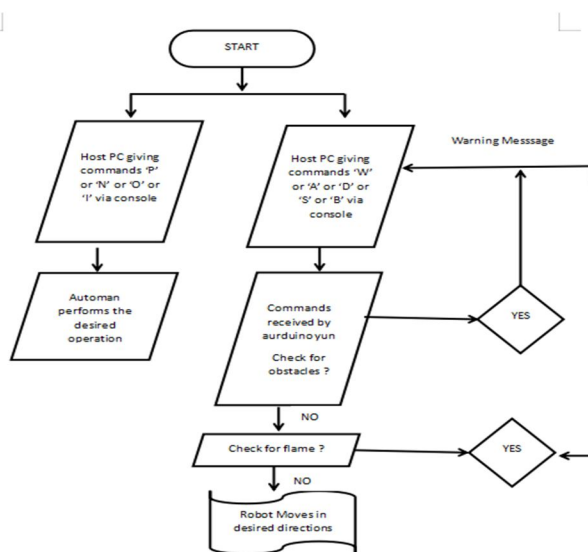 START
Host PC giving
commands ‘P’
or ‘N’ or ‘O’ or
‘I’ via console
Host PC giving
commands ‘W’
or ‘A’ or ‘D’ or
‘S’ or ‘B’ via
console
Warning Messsage
Automan
performs the
desired
operation
Commands
received by
aurduino yun
Check for
obstacles ?
YES
NO
Check for flame ?
YES
NO
Robot Moves in
desired directions